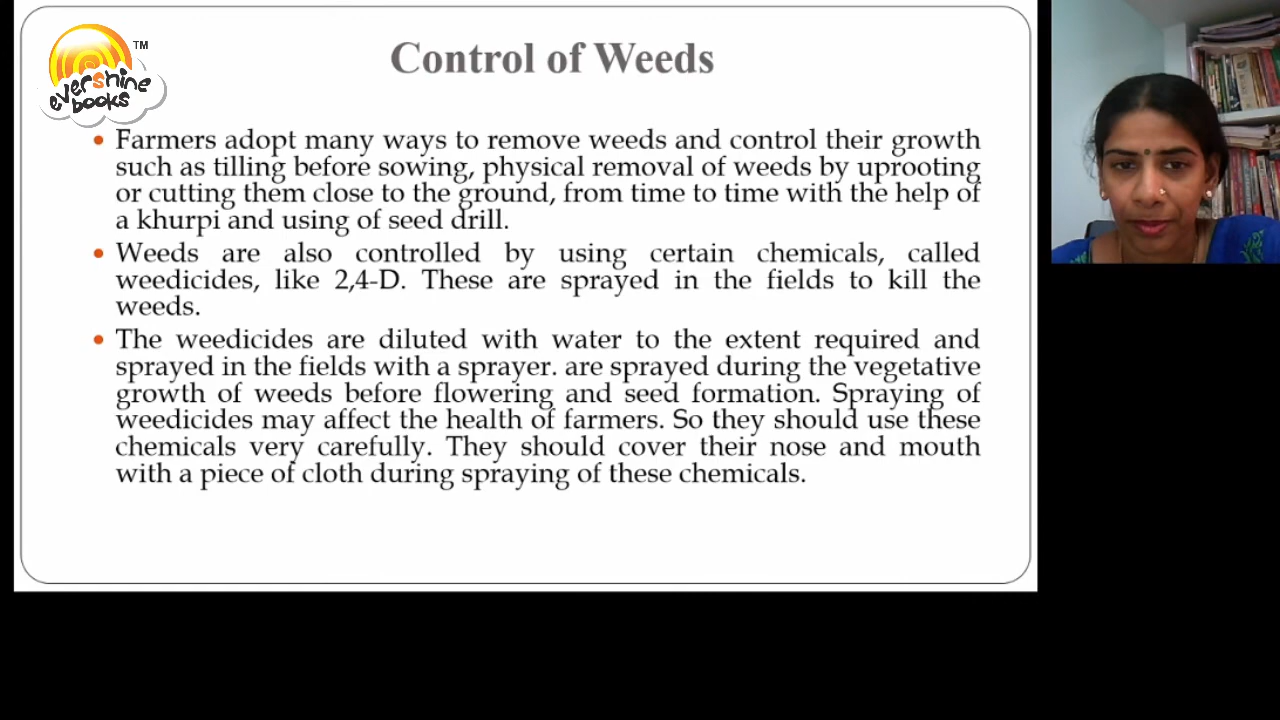 TM
evershine
books
Control of Weeds
• Farmers adopt many ways to remove weeds and control their growth
such as tilling before sowing, physical removal of weeds by uprooting
or cutting them close to the ground, from time to time with the help of
a khurpi and using of seed drill.
• Weeds are also controlled by using certain chemicals, called
weedicides, like 2,4-D. These are sprayed in the fields to kill the
weeds.
• The weedicides are diluted with water to the extent required and
sprayed in the fields with a sprayer. are sprayed during the vegetative
growth of weeds before flowering and seed formation. Spraying of
weedicides may affect the health of farmers. So they should use these
chemicals very carefully. They should cover their nose and mouth
with a piece of cloth during spraying of these chemicals.